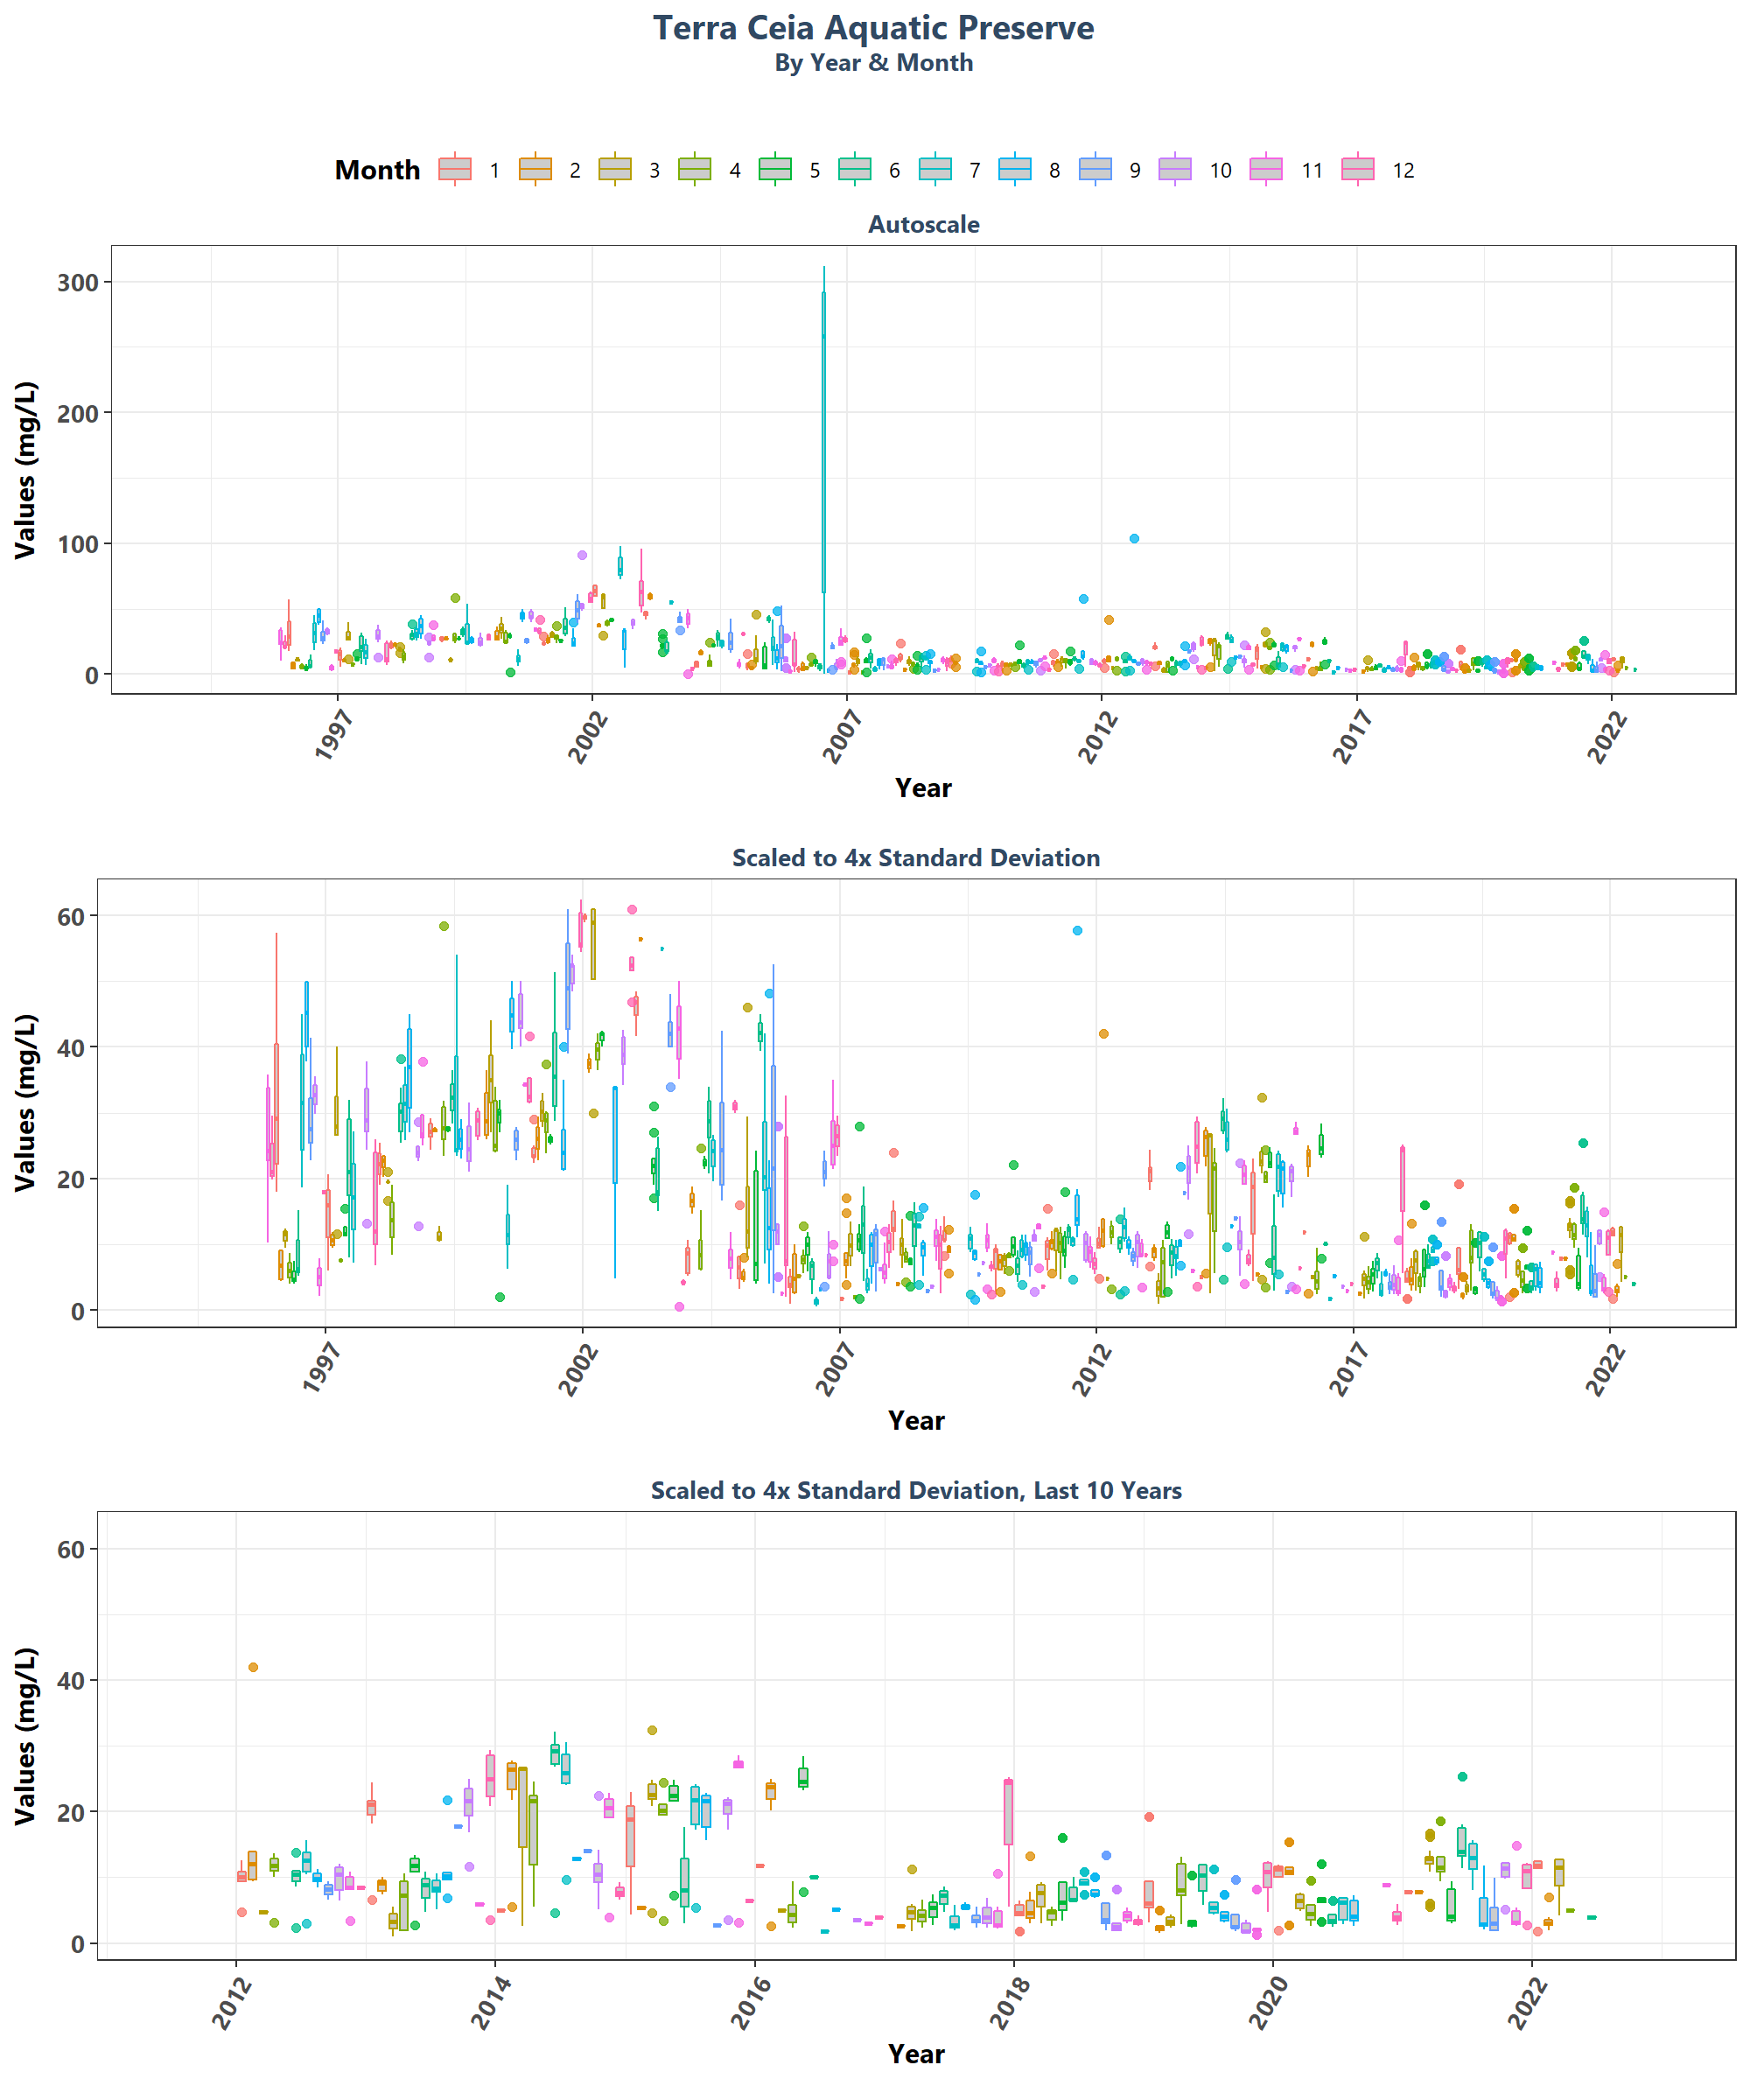 Terra Ceia Aquatic Preserve
By Year & Month
Month 1 2 3 4 5 6 7 8 9 10 11 12
Autoscale
Values (mg/L)
300
200
100
0
1997 2002 2007 2012 2017 2022
Year
Scaled to 4x Standard Deviation
Values (mg/L)
60
40
20
0
1997 2002 2007 2012 2017 2022
Year
Scaled to 4x Standard Deviation, Last 10 Years
Values (mg/L)
60
40
20
0
2012 2014 2016 2018 2020 2022
Year